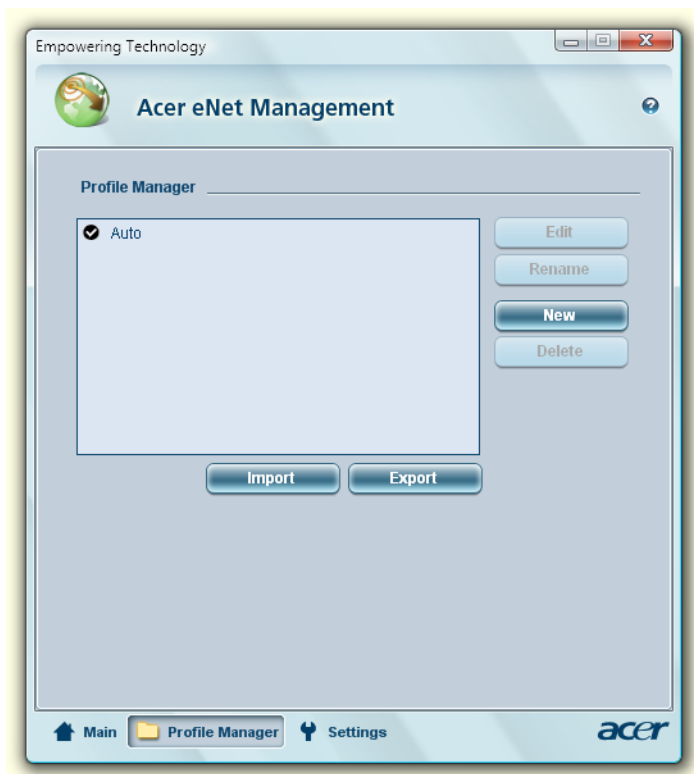 Empowering Technology
Acer eNet Management
Profile Manager
Auto
Edit
Rename
New
Delete
Import Export
Main Profile Manager Settings acer